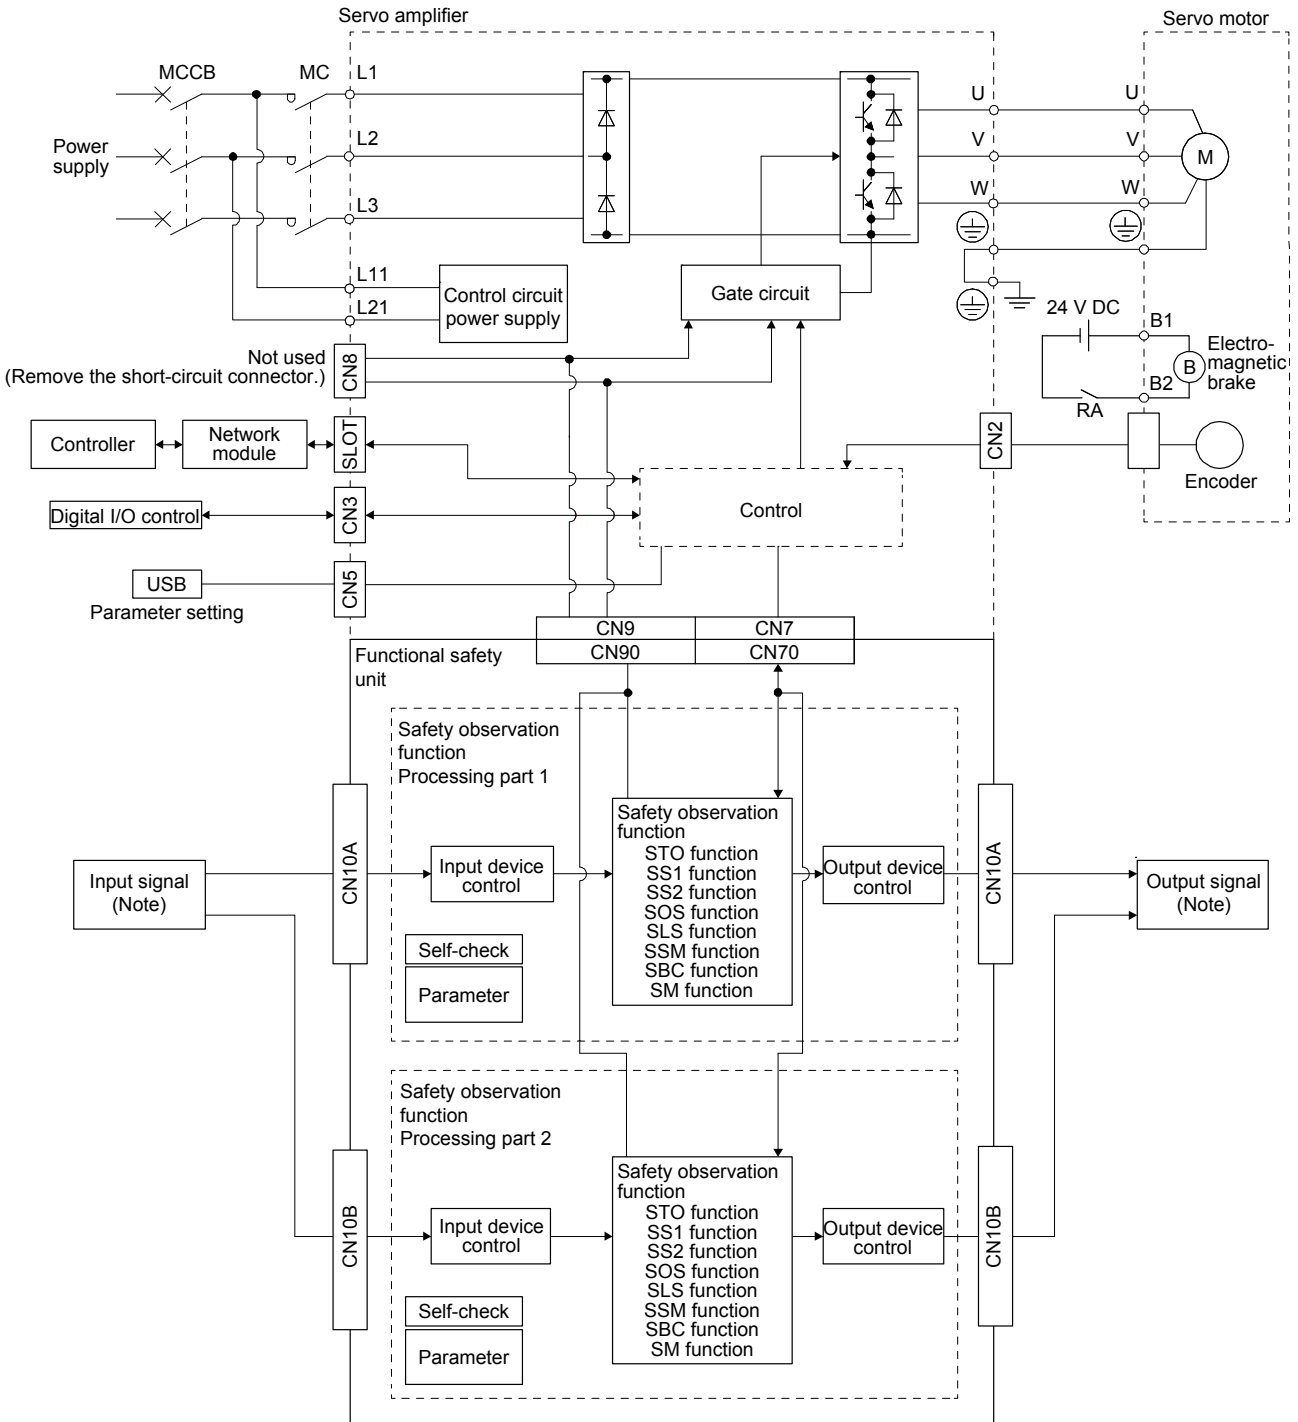 Servo amplifier
Servo motor
MCCB
MC
L1
L2
L3
Power
supply
U
V
W
U
V
W
M
L11
L21
Control circuit
power supply
Gate circuit
24 V DC
B1
B2
B
RA
Electro-
magnetic
brake
Not used
(Remove the short-circuit connector.)
CN8
Controller
Network
module
SLOT
CN2
Encoder
Digital I/O control
CN3
Control
USB
Parameter setting
CN5
CN9
CN7
CN90
CN70
Functional safety
unit
Safety observation
function
Processing part 1
Safety observation
function
STO function
SS1 function
SS2 function
SOS function
SLS function
SSM function
SBC function
SM function
Input signal
(Note)
CN10A
Input device
control
Output device
control
CN10A
Output signal
(Note)
Self-check
Parameter
Safety observation
function
Processing part 2
Safety observation
function
STO function
SS1 function
SS2 function
SOS function
SLS function
SSM function
SBC function
SM function
CN10B
Input device
control
Output device
control
CN10B
Self-check
Parameter